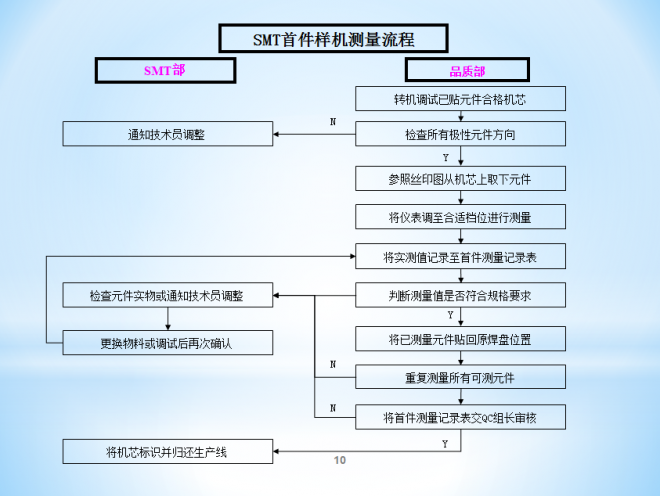 SMT首件样机测量流程
SMT部
品质部
转机调试已贴元件合格机芯
N
通知技术员调整
检查所有极性元件方向
Y
参照丝印图从机芯上取下元件
将仪表调至合适档位进行测量
将实测值记录至首件测量记录表
检查元件实物或通知技术员调整
判断测量值是否符合规格要求
Y
将已测量元件贴回原焊盘位置
更换物料或调试后再次确认
N
重复测量所有可测元件
N
将首件测量记录表交QC组长审核
Y
将机芯标识并归还生产线
10